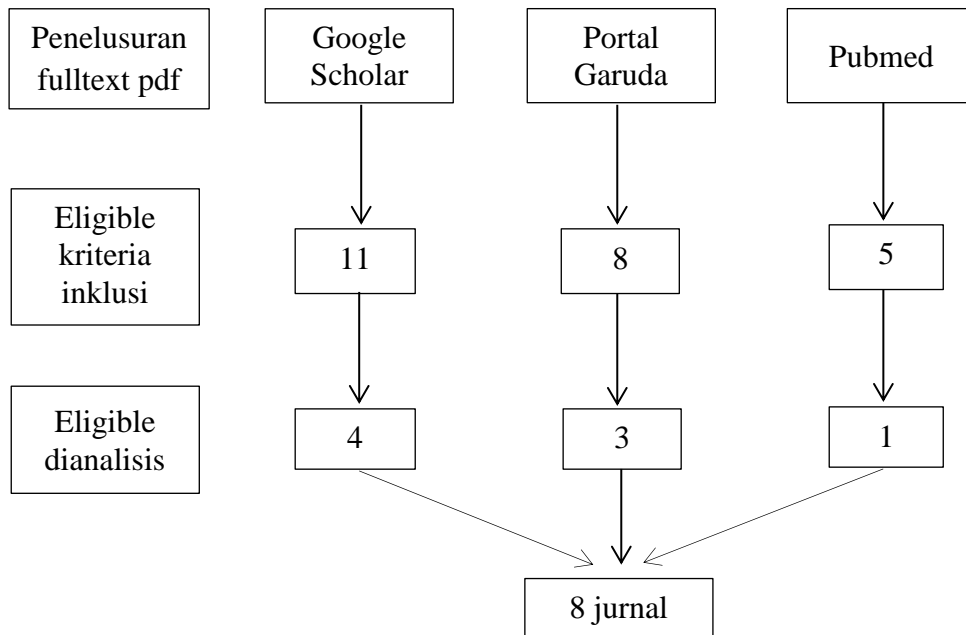 Penelusuran
fulltext pdf
Google
Scholar
Portal
Garuda
Pubmed
Eligible
kriteria
inklusi
11
8
5
Eligible
dianalisis
4
3
1
8 jurnal